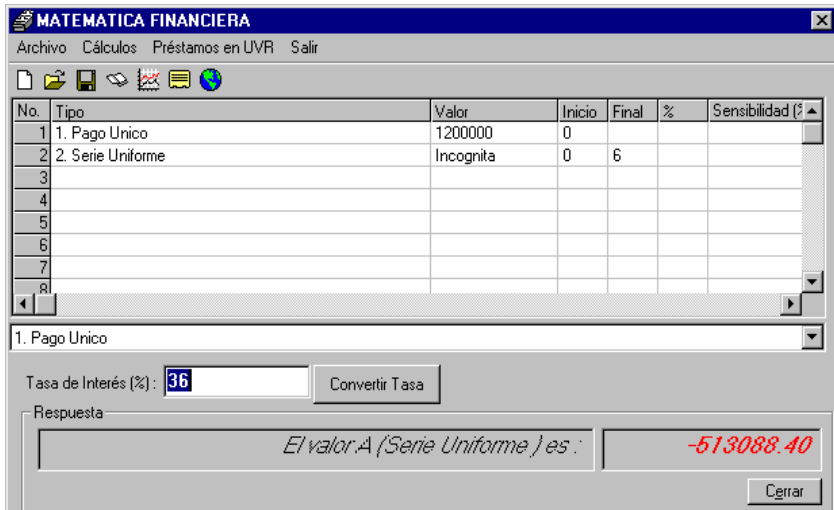 MATEMATICA FINANCIERA
Archivo Cálculos Préstamos en UVR Salir
No. Tipo Valor Inicio Final % Sensibilidad (%
1 1. Pago Unico 1200000 0
2 2. Serie Uniforme Incognita 0 6
3
4
5
6
7
8
1. Pago Unico
Tasa de Interés (%) : 36 Convertir Tasa
Respuesta
El valor A (Serie Uniforme ) es : -513088.40
Cerrar